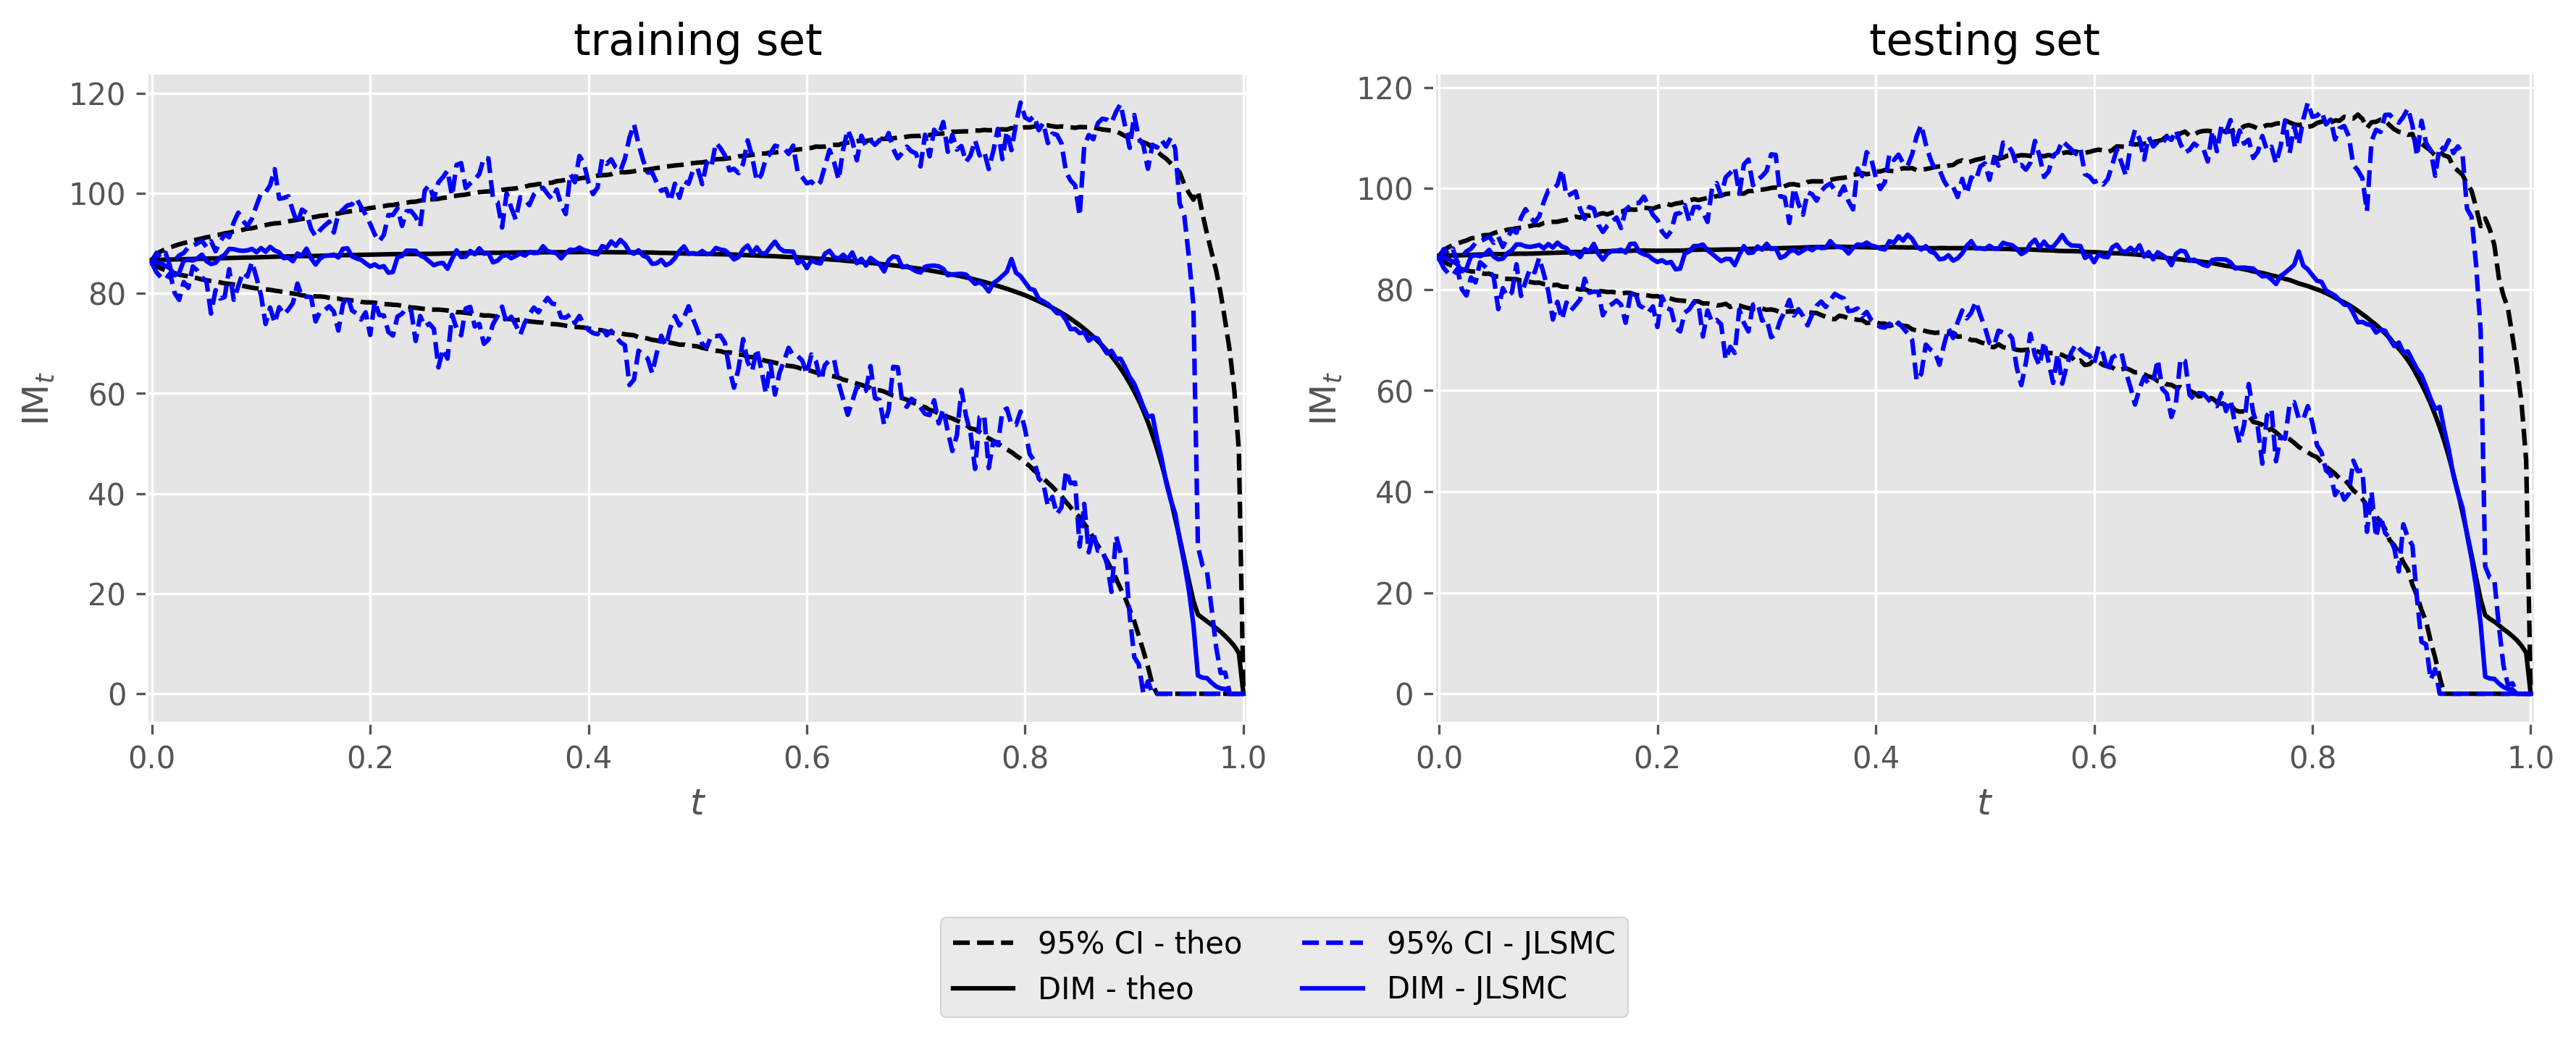 training set
testing set
120
100
80
60
40
20
0
IM_t
0.0 0.2 0.4 0.6 0.8 1.0
t
120
100
80
60
40
20
0
IM_t
0.0 0.2 0.4 0.6 0.8 1.0
t
95% CI - theo
DIM - theo
95% CI - JLSMC
DIM - JLSMC